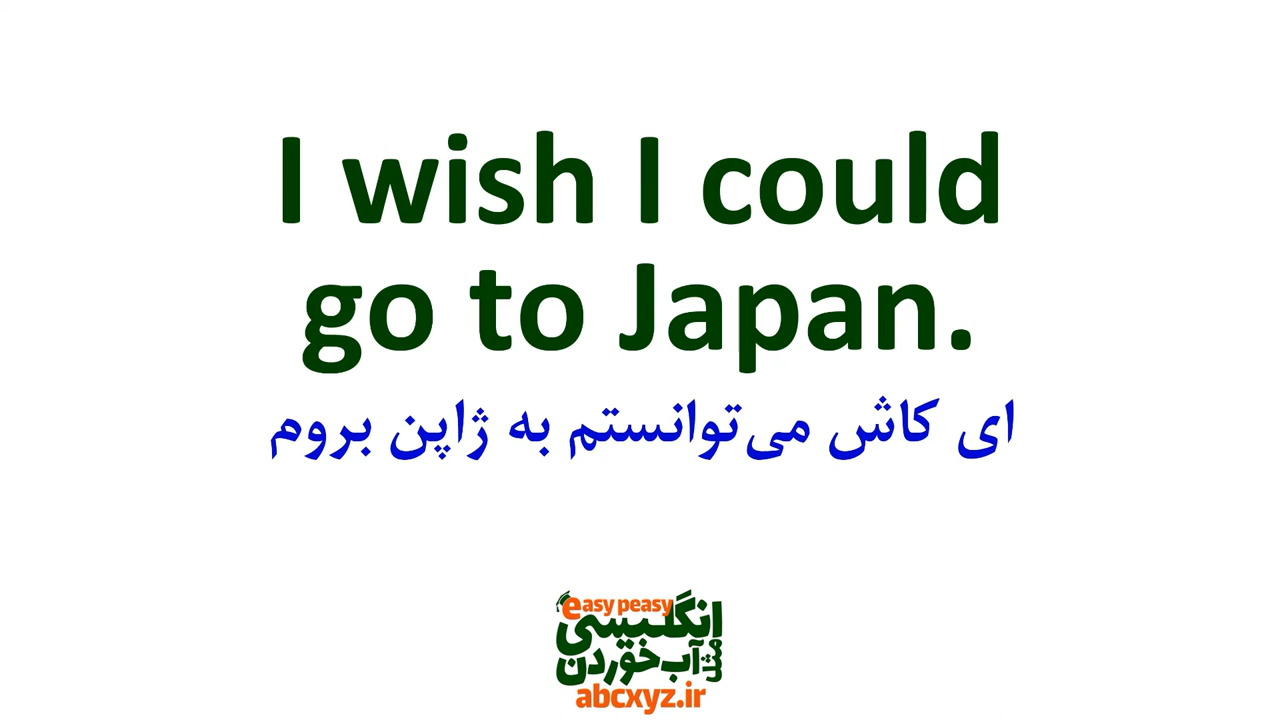 I wish I could
go to Japan.
ای کاش می‌توانستم به ژاپن بروم
easy peasy
انگلیسی
مثل آب خوردن
abcxyz.ir